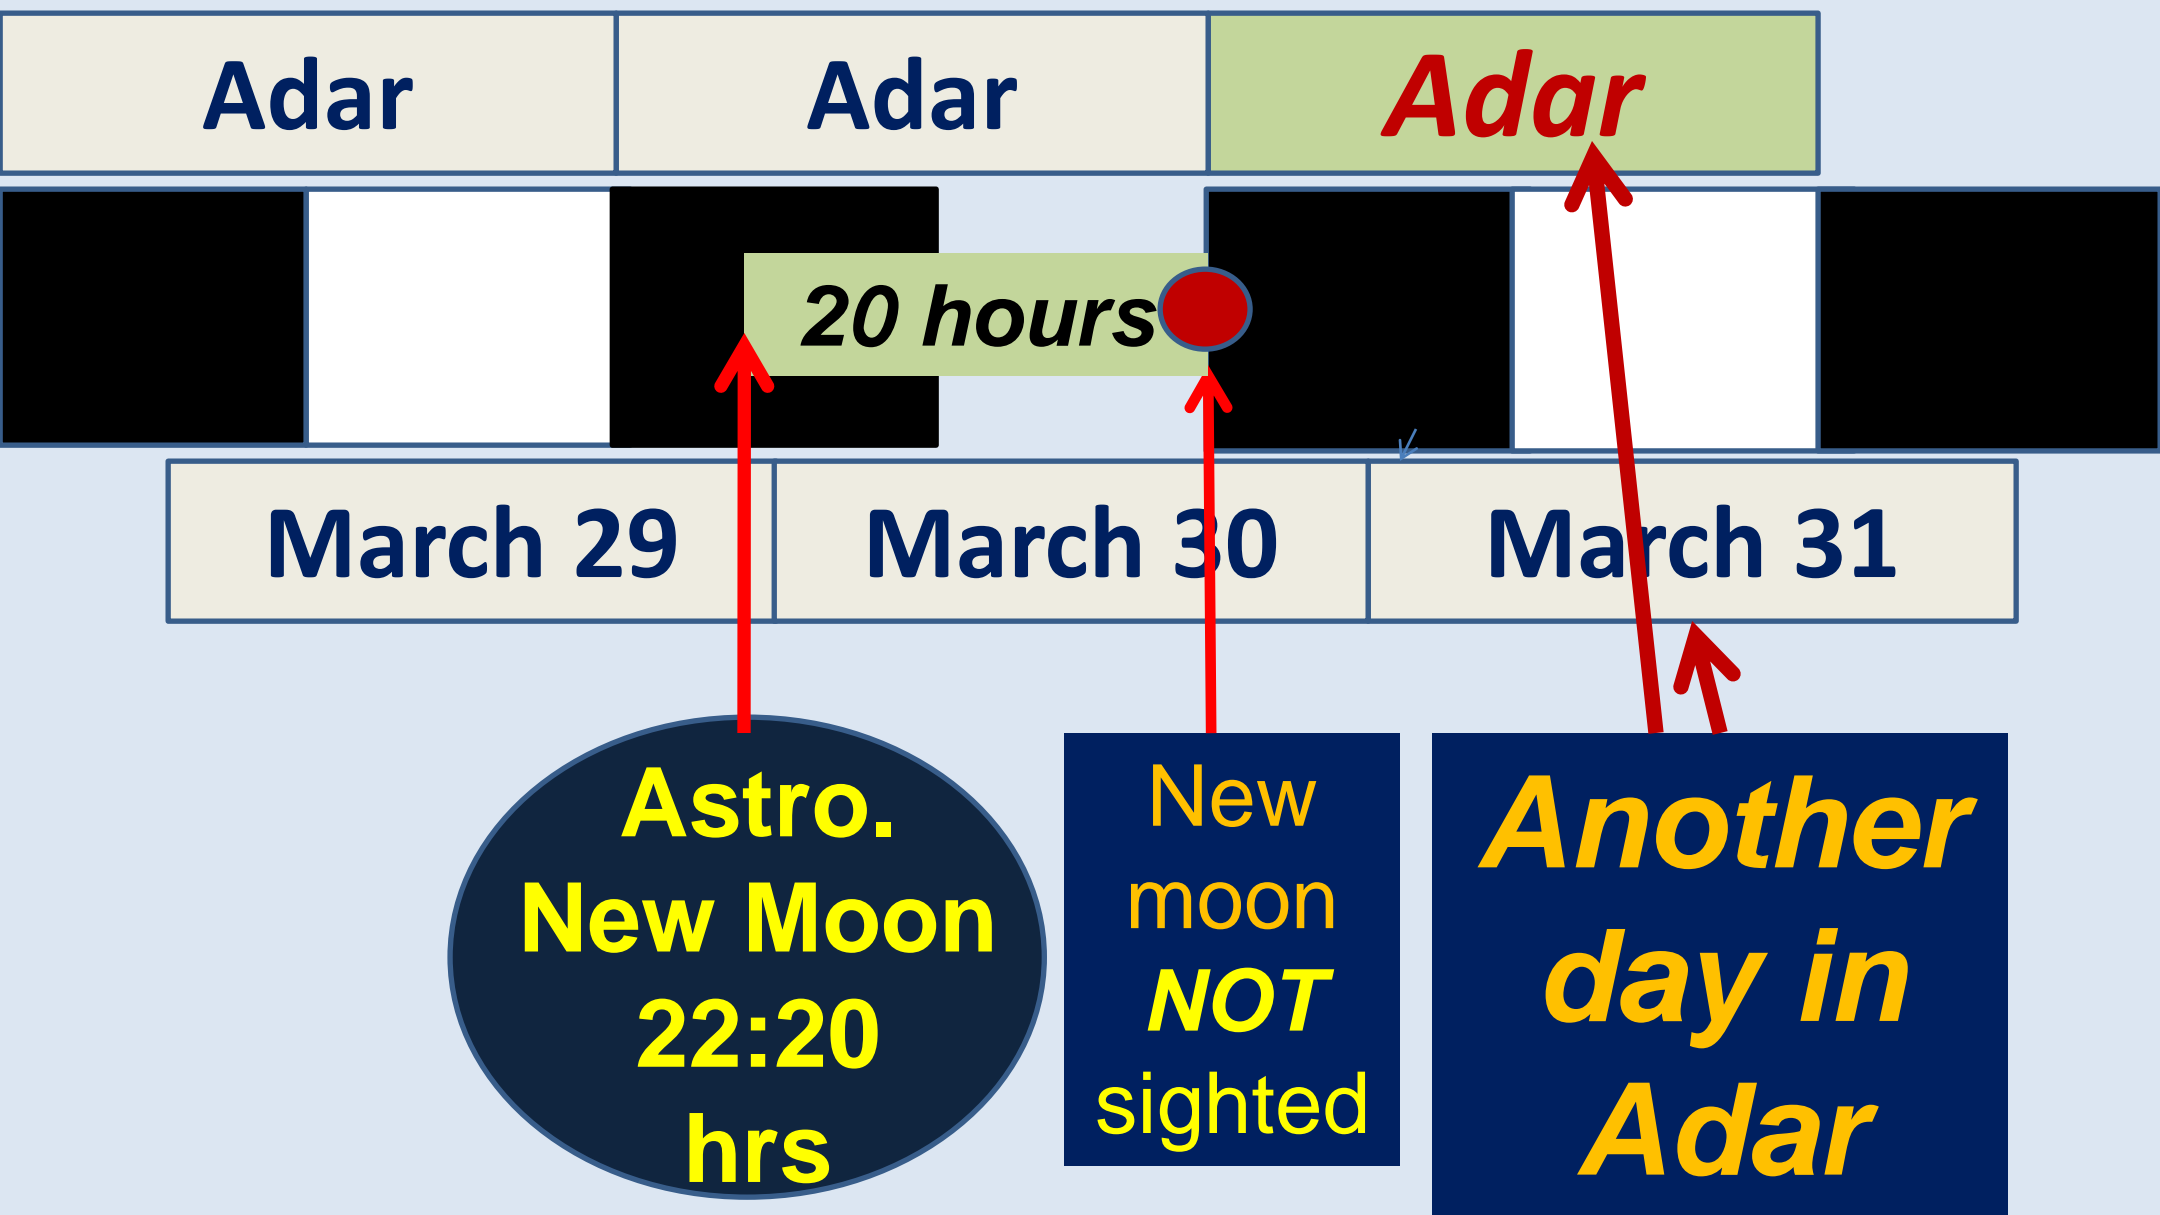 Adar
Adar
Adar
20 hours
March 29
March 30
March 31
Astro.
New Moon
22:20
hrs
New
moon
NOT
sighted
Another
day in
Adar